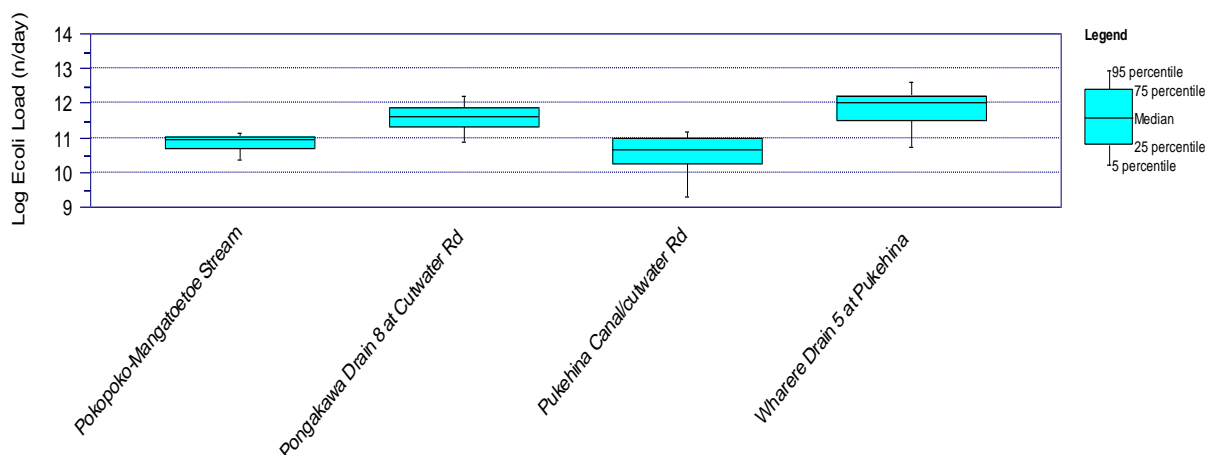 Log Ecoli Load (n/day)
14
13
12
11
10
9
Pokopoko-Mangatoetoe Stream
Pongakawa Drain 8 at Cutwater Rd
Pukehina Canal/cutwater Rd
Wharere Drain 5 at Pukehina
Legend
95 percentile
75 percentile
Median
25 percentile
5 percentile